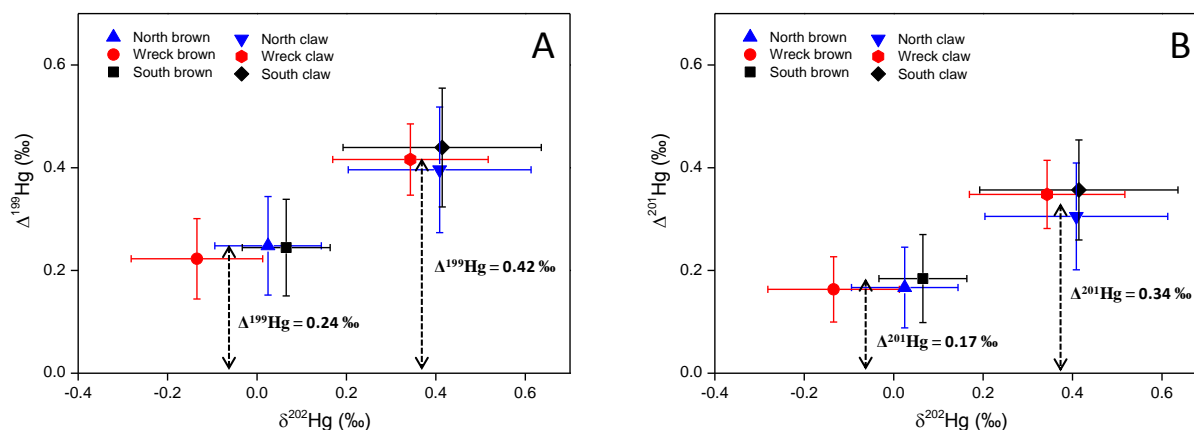 A
North brown
North claw
Wreck brown
Wreck claw
South brown
South claw
0.6
0.4
0.2
0.0
Δ¹⁹⁹Hg (‰)
Δ¹⁹⁹Hg = 0.42 ‰
Δ¹⁹⁹Hg = 0.24 ‰
-0.4 -0.2 0.0 0.2 0.4 0.6
δ²⁰²Hg (‰)
B
North brown
North claw
Wreck brown
Wreck claw
South brown
South claw
0.6
0.4
0.2
0.0
Δ²⁰¹Hg (‰)
Δ²⁰¹Hg = 0.34 ‰
Δ²⁰¹Hg = 0.17 ‰
-0.4 -0.2 0.0 0.2 0.4 0.6
δ²⁰²Hg (‰)